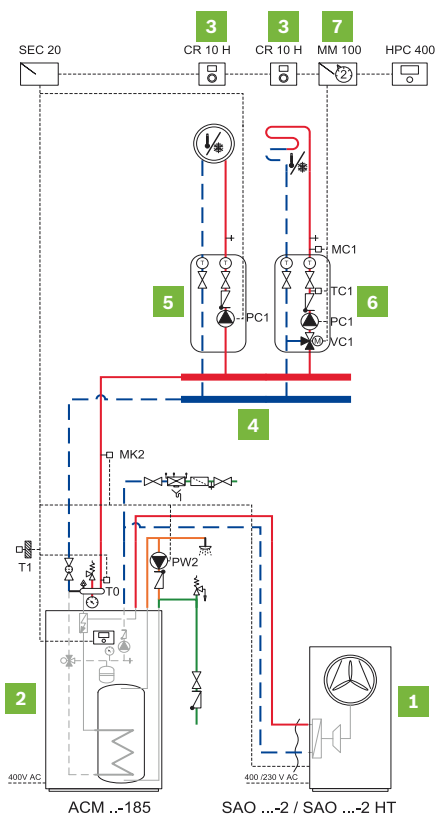 3
3
7
SEC 20
CR 10 H
CR 10 H
MM 100
HPC 400
2
MC1
T
T
T
T
5
TC1
6
PC1
PC1
M
VC1
4
MK2
T1
PW2
T0
2
1
400V AC
400 /230 V AC
ACM ..-185
SAO ...-2 / SAO ...-2 HT